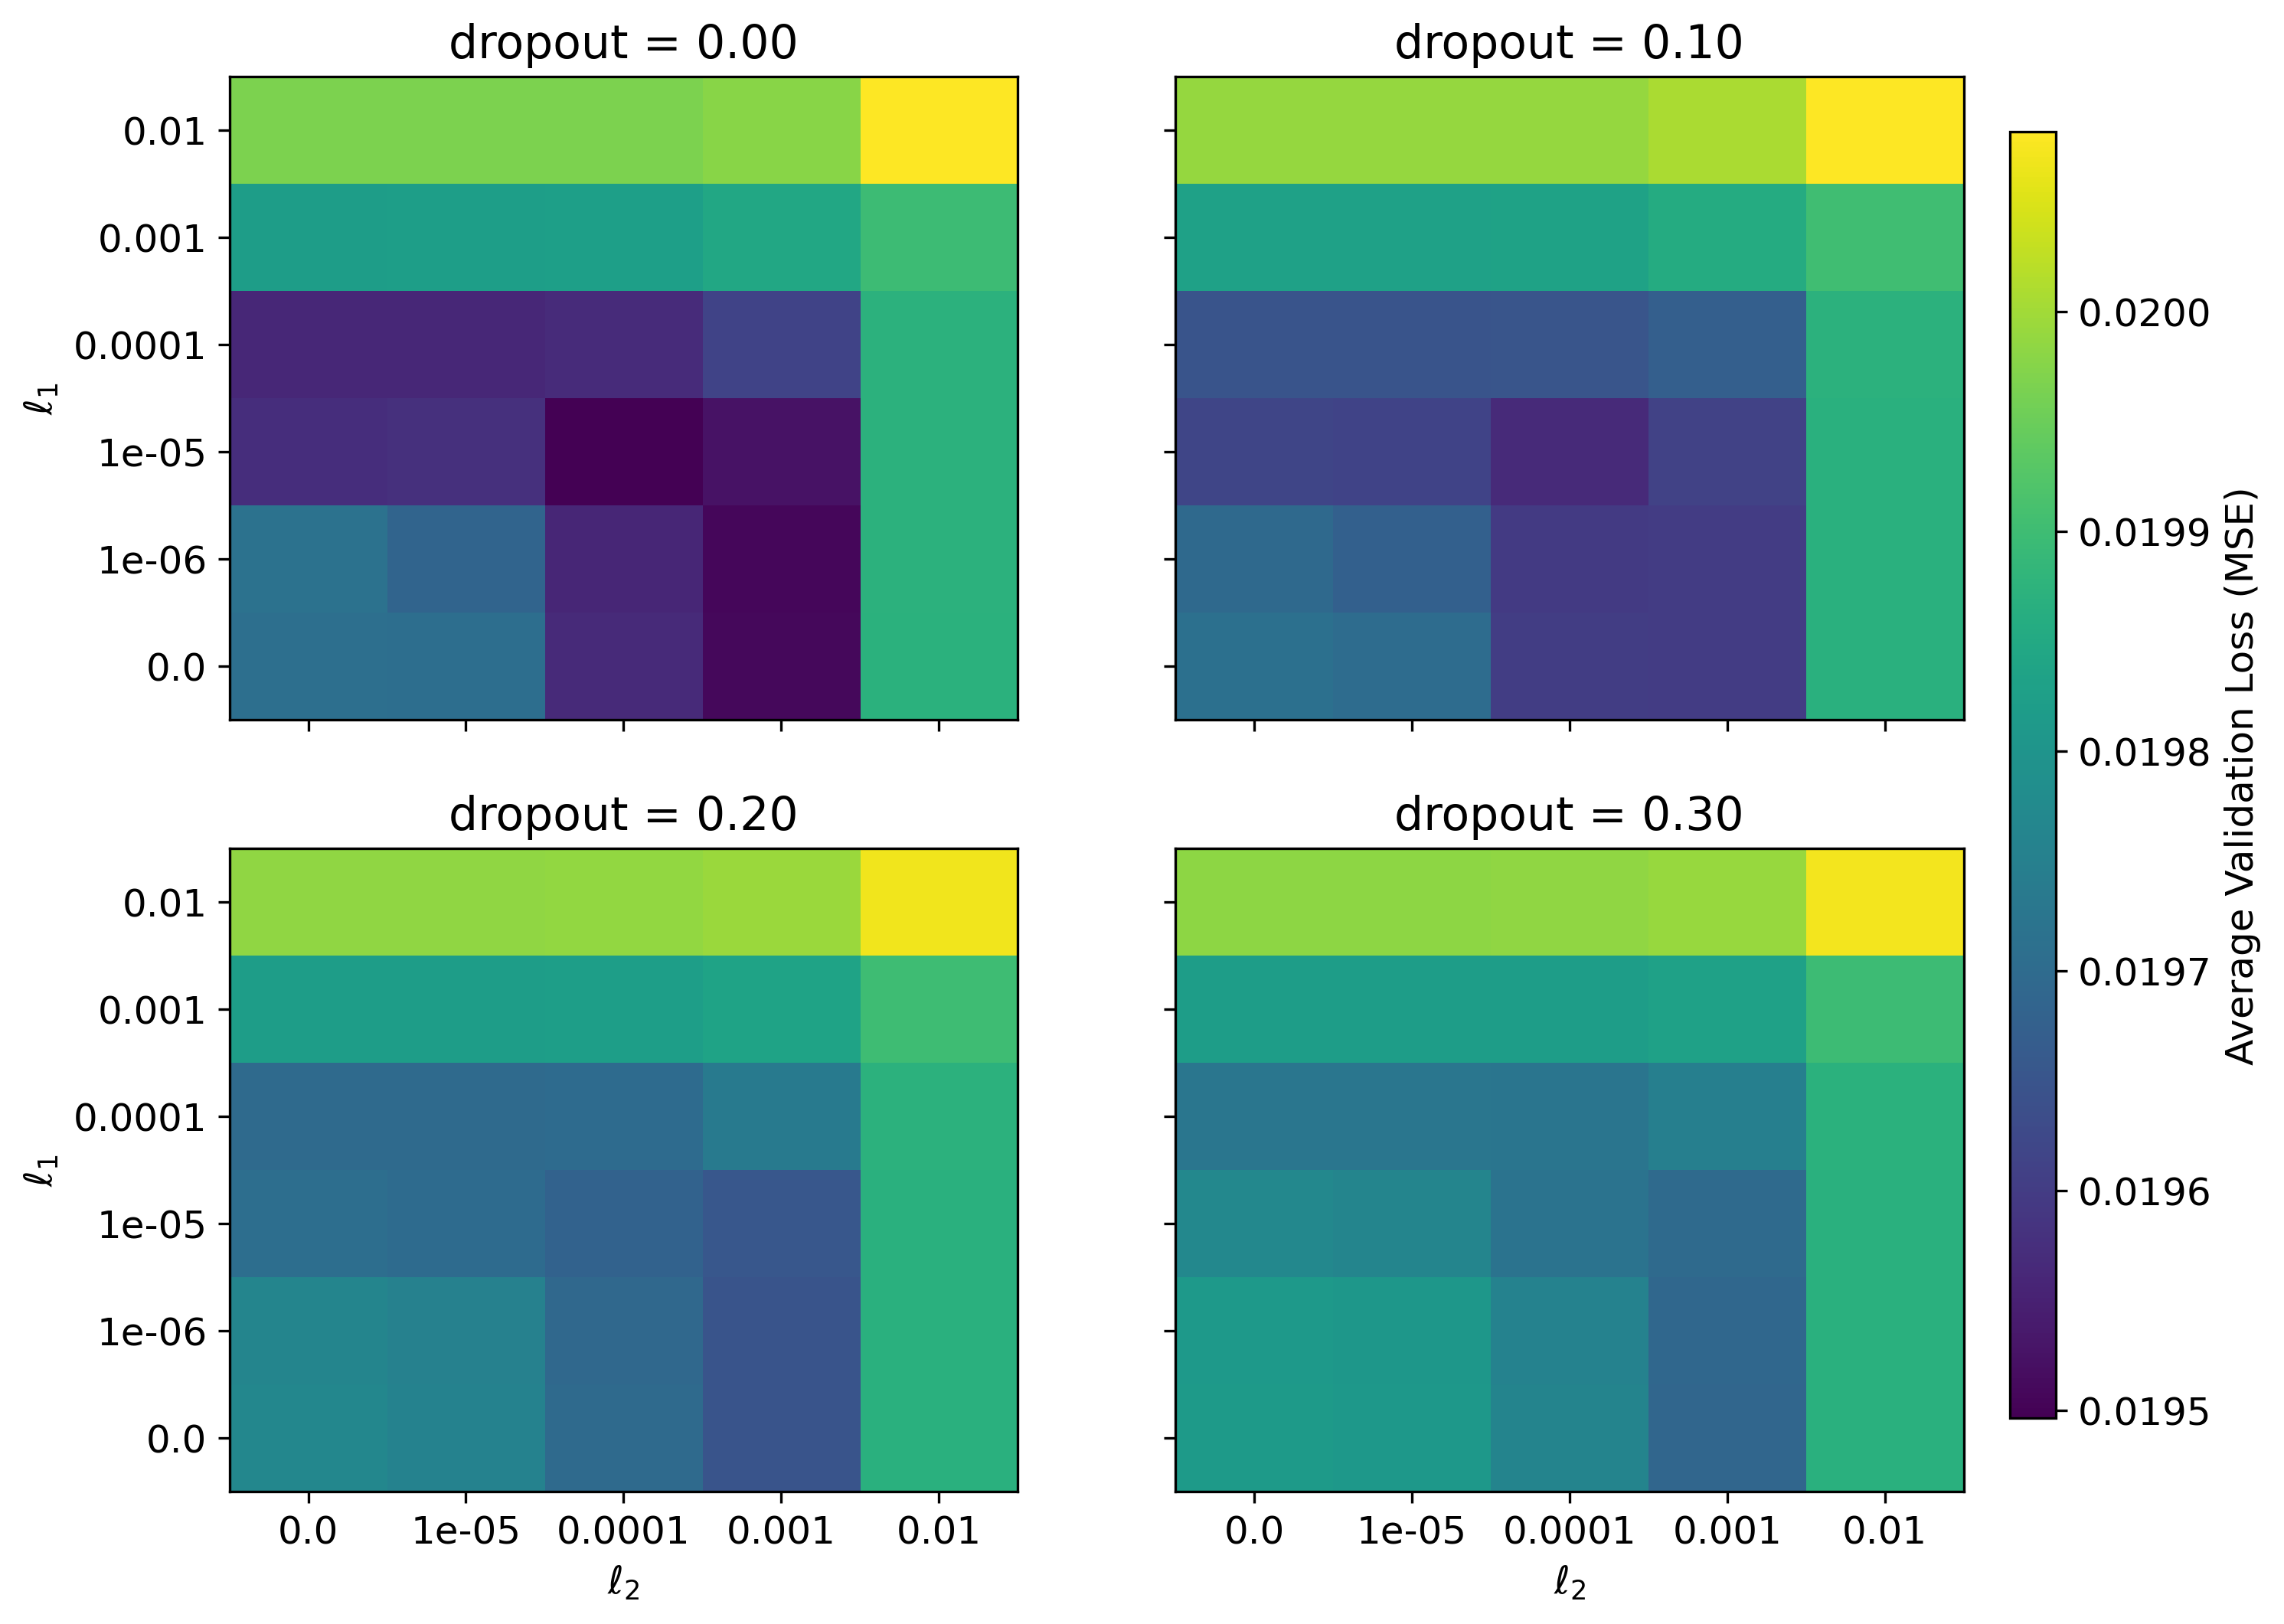 dropout = 0.00
dropout = 0.10
0.01
0.001
0.0001
1e-05
1e-06
0.0
ℓ1
dropout = 0.20
dropout = 0.30
0.01
0.001
0.0001
1e-05
1e-06
0.0
ℓ1
0.0 1e-05 0.0001 0.001 0.01
ℓ2
0.0 1e-05 0.0001 0.001 0.01
ℓ2
0.0200
0.0199
0.0198
0.0197
0.0196
0.0195
Average Validation Loss (MSE)